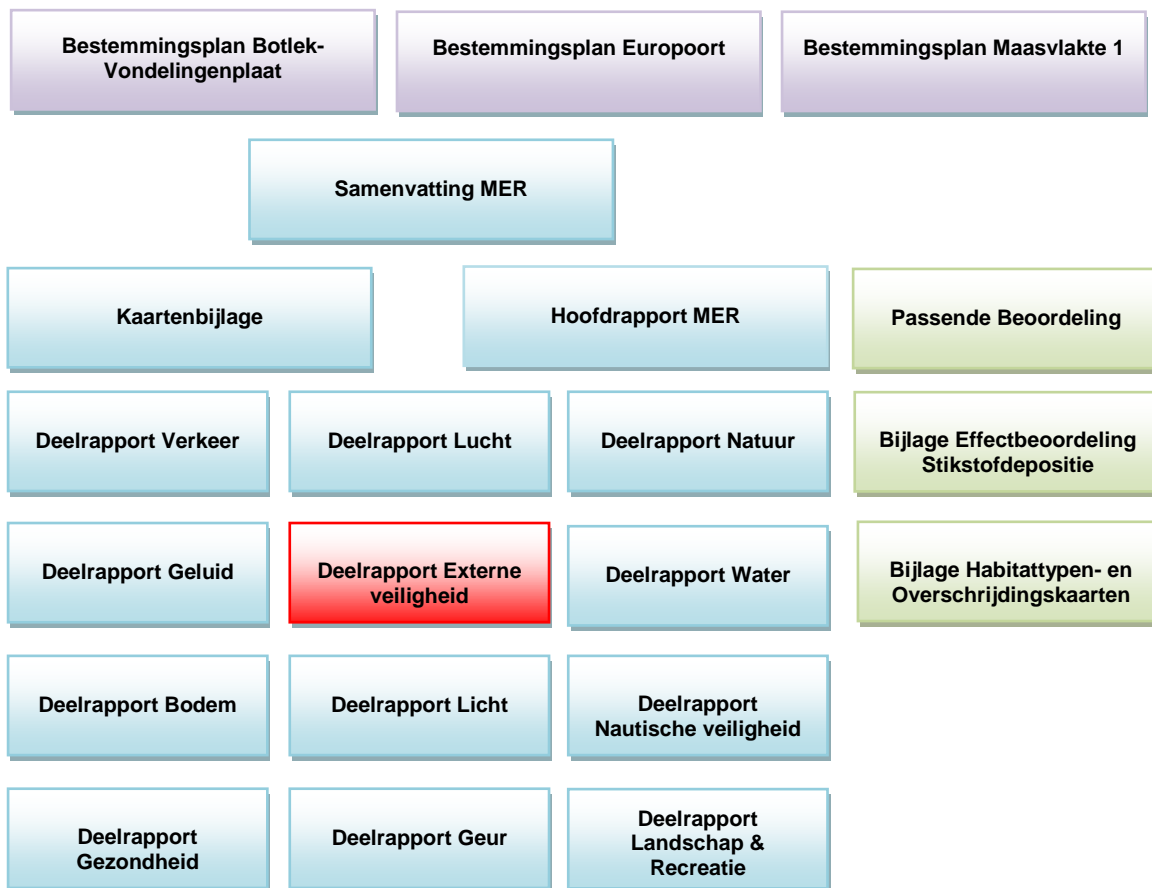 Bestemmingsplan Botlek-
Vondelingenplaat
Bestemmingsplan Europoort
Bestemmingsplan Maasvlakte 1
Samenvatting MER
Kaartenbijlage
Hoofdrapport MER
Passende Beoordeling
Deelrapport Verkeer
Deelrapport Lucht
Deelrapport Natuur
Bijlage Effectbeoordeling
Stikstofdepositie
Deelrapport Geluid
Deelrapport Externe
veiligheid
Deelrapport Water
Bijlage Habitattypen- en
Overschrijdingskaarten
Deelrapport Bodem
Deelrapport Licht
Deelrapport
Nautische veiligheid
Deelrapport
Gezondheid
Deelrapport Geur
Deelrapport
Landschap &
Recreatie